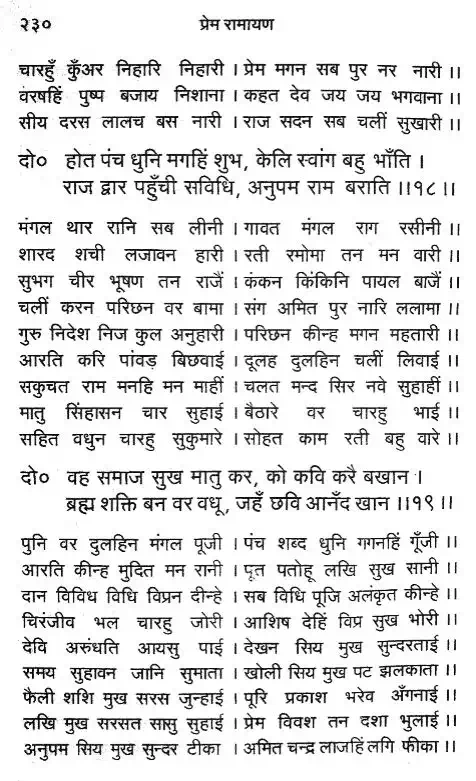 २३० प्रेम रामायण
चारहुँ कुँअर निहारि निहारी । प्रेम मगन सब पुर नर नारी ।।
वरषहिं पुष्प बजाय निशाना । कहत देव जय जय भगवाना ।।
सीय दरस लालच बस नारी । राज सदन सब चलीं सुखारी ।।
दो० होत पंच धुनि मगहिं शुभ, केलि स्वांग बहु भाँति ।
राज द्वार पहुँची सविधि, अनुपम राम बराति ।।१८।।
मंगल थार रानि सब लीनी । गावत मंगल राग रसीनी ।।
शारद शची लजावन हारी । रती रमोमा तन मन वारी ।।
सुभग चीर भूषण तन राजैं । कंकन किंकिनि पायल बाजैं ।।
चलीं करन परिछन वर बामा । संग अमित पुर नारि ललामा ।।
गुरु निदेश निज कुल अनुहारी । परिछन कीन्ह मगन महतारी ।।
आरति करि पांवड़ बिछवाई । दूलह दुलहिन चलीं लिवाई ।।
सकुचत राम मनहि मन माहीं । चलत मन्द सिर नवे सुहाहीं ।।
मातु सिंहासन चार सुहाई । बैठारे वर चारहु भाई ।।
सहित वधुन चारहु सुकुमारे । सोहत काम रती बहु वारे ।।
दो० वह समाज सुख मातु कर, को कवि करै बखान ।
ब्रह्म शक्ति बन वर वधू, जहँ छवि आनँद खान ।।१९।।
पुनि वर दुलहिन मंगल पूजी । पंच शब्द धुनि गगनहिं गूँजी ।।
आरति कीन्ह मुदित मन रानी । पूत पतोहू लखि सुख सानी ।।
दान विविध विधि विप्रन दीन्हे । सब विधि पूजि अलंकृत कीन्हे ।।
चिरंजीव भल चारहु जोरी । आशिष देहिं विप्र सुख भोरी ।।
देवि अरुंधति आयसु पाई । देखन सिय मुख सुन्दरताई ।।
समय सुहावन जानि सुमाता । खोली सिय मुख पट झलकाता ।।
फैली शशि मुख सरस जुन्हाई । पूरि प्रकाश भरेव अँगनाई ।।
लखि मुख सरसत सासु सुहाई । प्रेम विवश तन दशा भुलाई ।।
अनुपम सिय मुख सुन्दर टीका । अमित चन्द्र लाजहिं लगि फीका ।।